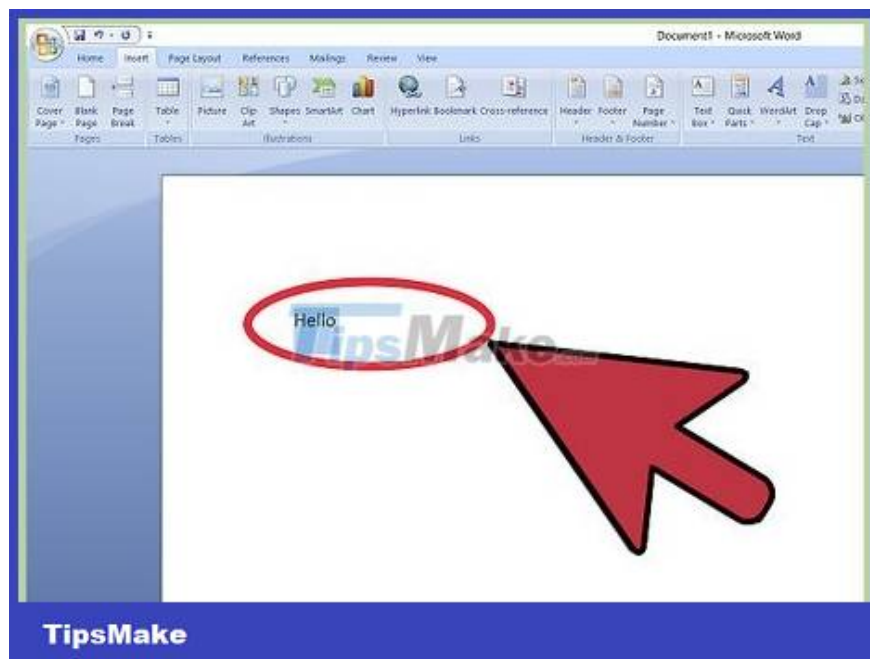 Document1 - Microsoft Word
Home Insert Page Layout References Mailings Review View
Cover Page Blank Page Page Break Table Picture Clip Art Shapes SmartArt Chart Hyperlink Bookmark Cross-reference Header Footer Page Number Text Box Quick Parts WordArt Drop Cap
Pages Tables Illustrations Links Header & Footer Text
Hello
TipsMake.com
TipsMake